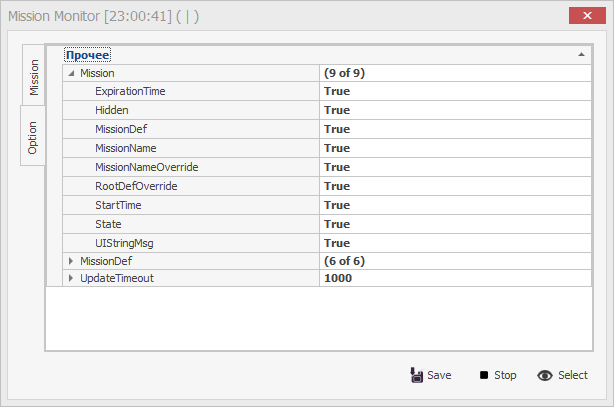 Mission Monitor [23:00:41] ( | )
Mission
Option
Прочее
Mission (9 of 9)
ExpirationTime True
Hidden True
MissionDef True
MissionName True
MissionNameOverride True
RootDefOverride True
StartTime True
State True
UIStringMsg True
MissionDef (6 of 6)
UpdateTimeout 1000
Save Stop Select